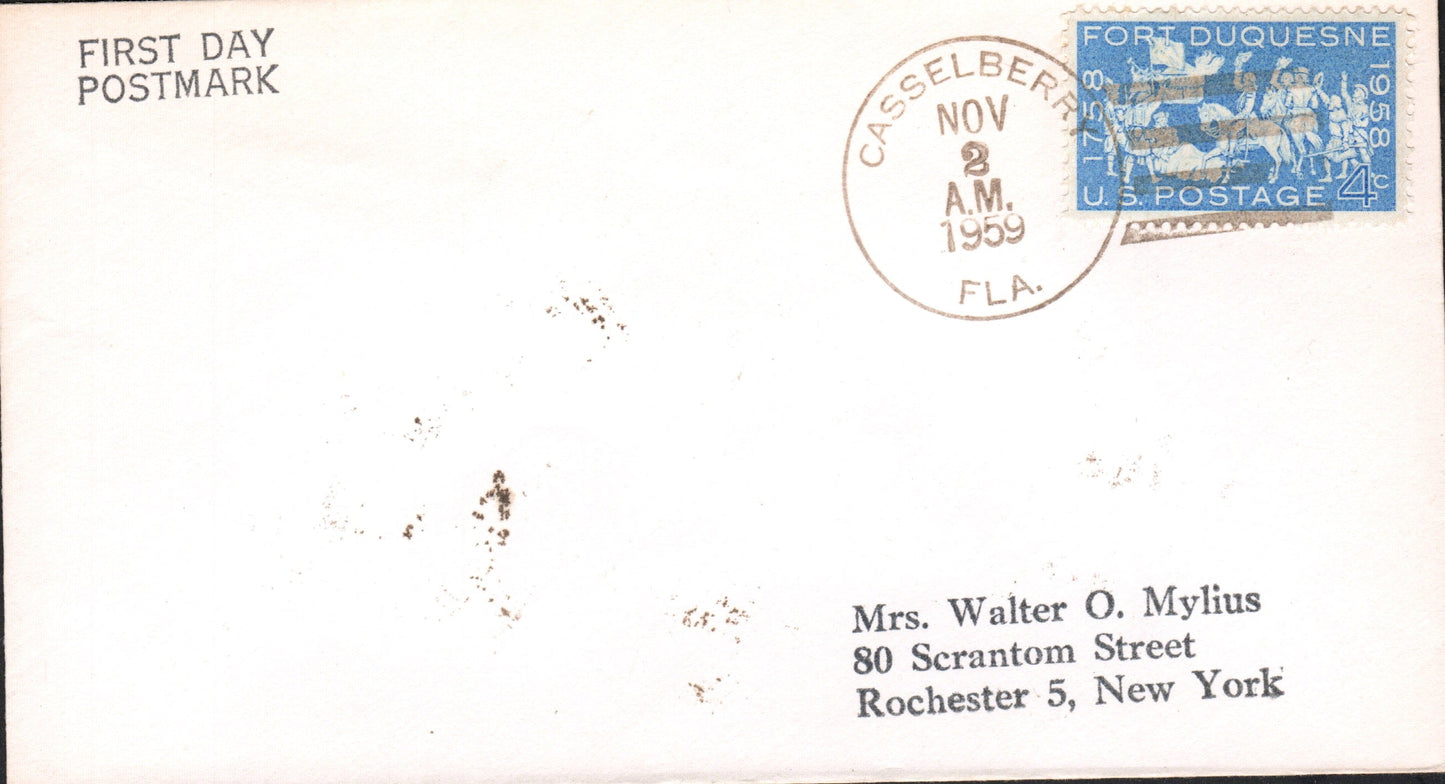 FIRST DAY
POSTMARK
CASSELBERRY
NOV
2
A.M.
1959
FLA.
FORT DUQUESNE
1758
1958
U.S. POSTAGE 4c
Mrs. Walter O. Mylius
80 Scrantom Street
Rochester 5, New York